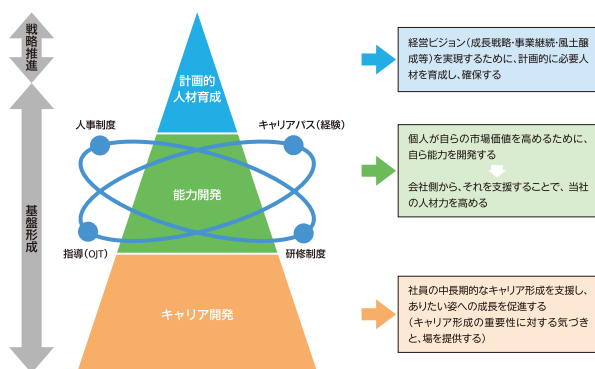 戦略推進
基盤形成
計画的
人材育成
人事制度
キャリアパス(経験)
能力開発
指導(OJT)
研修制度
キャリア開発
経営ビジョン(成長戦略・事業継続・風土醸
成等)を実現するために、計画的に必要人
材を育成し、確保する
個人が自らの市場価値を高めるために、
自ら能力を開発する
会社側から、それを支援することで、当社
の人材力を高める
社員の中長期的なキャリア形成を支援し、
ありたい姿への成長を促進する
(キャリア形成の重要性に対する気づき
と、場を提供する)